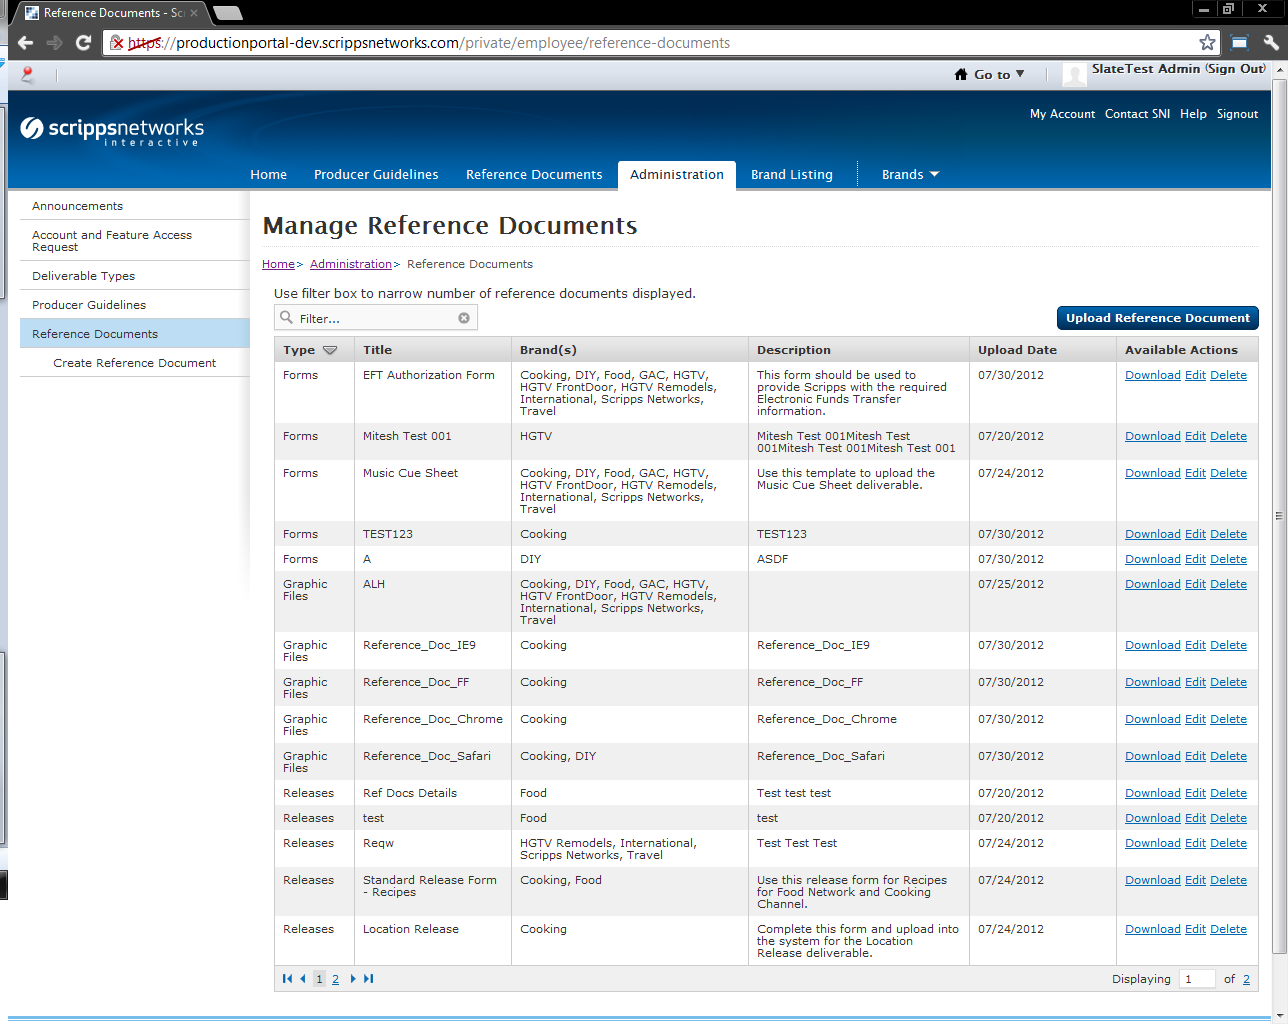 Reference Documents - Sc
https://productionportal-dev.scrippsnetworks.com/private/employee/reference-documents
Go to
SlateTest Admin (Sign Out)
My Account Contact SNI Help Signout
scrippsnetworks
interactive
Home Producer Guidelines Reference Documents Administration Brand Listing Brands
Announcements
Account and Feature Access
Request
Deliverable Types
Producer Guidelines
Reference Documents
Create Reference Document
Manage Reference Documents
Home> Administration> Reference Documents
Use filter box to narrow number of reference documents displayed.
Filter...
Upload Reference Document
Type Title Brand(s) Description Upload Date Available Actions
Forms EFT Authorization Form Cooking, DIY, Food, GAC, HGTV, This form should be used to 07/30/2012 Download Edit Delete
HGTV FrontDoor, HGTV Remodels, provide Scripps with the required
International, Scripps Networks, Electronic Funds Transfer
Travel information.
Forms Mitesh Test 001 HGTV Mitesh Test 001Mitesh Test 07/20/2012 Download Edit Delete
001Mitesh Test 001Mitesh Test 001
Forms Music Cue Sheet Cooking, DIY, Food, GAC, HGTV, Use this template to upload the 07/24/2012 Download Edit Delete
HGTV FrontDoor, HGTV Remodels, Music Cue Sheet deliverable.
International, Scripps Networks,
Travel
Forms TEST123 Cooking TEST123 07/30/2012 Download Edit Delete
Forms A DIY ASDF 07/30/2012 Download Edit Delete
Graphic ALH Cooking, DIY, Food, GAC, HGTV, 07/25/2012 Download Edit Delete
Files HGTV FrontDoor, HGTV Remodels,
International, Scripps Networks,
Travel
Graphic Reference_Doc_IE9 Cooking Reference_Doc_IE9 07/30/2012 Download Edit Delete
Files
Graphic Reference_Doc_FF Cooking Reference_Doc_FF 07/30/2012 Download Edit Delete
Files
Graphic Reference_Doc_Chrome Cooking Reference_Doc_Chrome 07/30/2012 Download Edit Delete
Files
Graphic Reference_Doc_Safari Cooking, DIY Reference_Doc_Safari 07/30/2012 Download Edit Delete
Files
Releases Ref Docs Details Food Test test test 07/20/2012 Download Edit Delete
Releases test Food test 07/20/2012 Download Edit Delete
Releases Reqw HGTV Remodels, International, Test Test Test 07/24/2012 Download Edit Delete
Scripps Networks, Travel
Releases Standard Release Form Cooking, Food Use this release form for Recipes 07/24/2012 Download Edit Delete
- Recipes for Food Network and Cooking
Channel.
Releases Location Release Cooking Complete this form and upload into 07/24/2012 Download Edit Delete
the system for the Location
Release deliverable.
1 2 Displaying 1 of 2